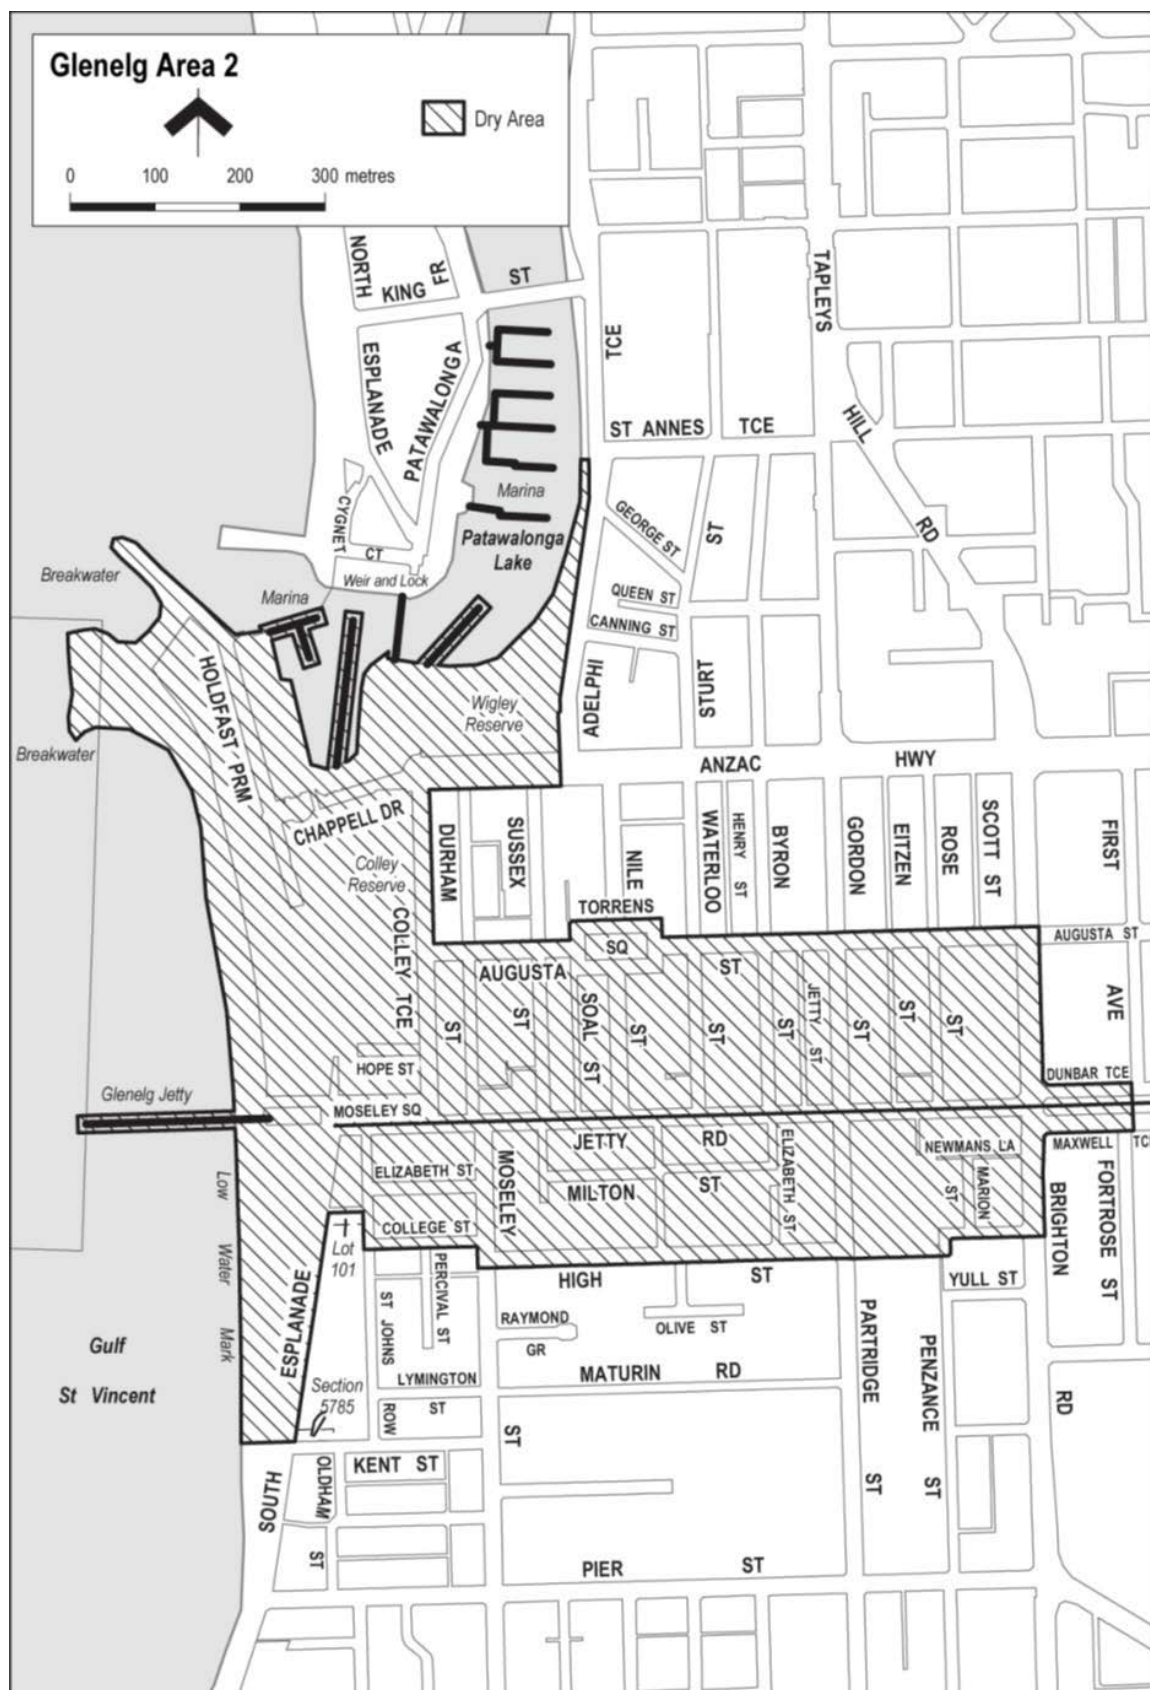 Glenelg Area 2
Dry Area
0 100 200 300 metres
NORTH
KING
FR
ST
TAPLEYS
TCE
ESPLANADE
PATAWALONGA
ST ANNES TCE
HILL
RD
Marina
Patawalonga
Lake
CYGNET
CT
GEORGE ST
ST
Breakwater
Weir and Lock
Marina
QUEEN ST
CANNING ST
HOLDFAST PRM
ADELPHI
STURT
Wigley
Reserve
Breakwater
ANZAC HWY
CHAPPELL DR
Colley
Reserve
DURHAM
SUSSEX
NILE
WATERLOO
HENRY ST
BYRON
GORDON
EITZEN
ROSE
SCOTT ST
FIRST
TORRENS
SQ
AUGUSTA ST
COLLEY TCE
AUGUSTA ST
ST
ST
SOAL ST
ST
ST
ST
JETTY ST
ST
ST
ST
AVE
HOPE ST
DUNBAR TCE
Glenelg Jetty
MOSELEY SQ
JETTY RD
NEWMANS LA
MAXWELL TCE
ELIZABETH ST
MOSELEY
MILTON ST
ELIZABETH ST
ST
MARION
BRIGHTON
FORTROSE ST
COLLEGE ST
Low
Water
Mark
Lot
101
ESPLANADE
PERCIVAL ST
HIGH ST
YULL ST
ST JOHNS
RAYMOND
GR
OLIVE ST
PARTRIDGE
PENZANCE
Gulf
St Vincent
MATURIN RD
LYMINGTON
ST
Section
5785
ROW
RD
ST
KENT ST
ST
ST
SOUTH
OLDHAM
ST
PIER ST